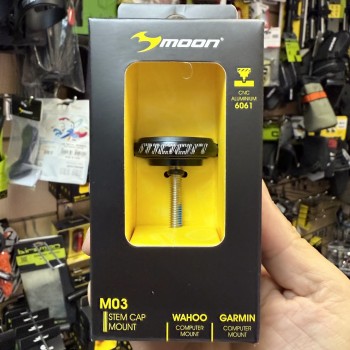 moon
CNC
ALUMINIUM
6061
moon
M03
STEM CAP
MOUNT
WAHOO
COMPUTER
MOUNT
GARMIN
COMPUTER
MOUNT